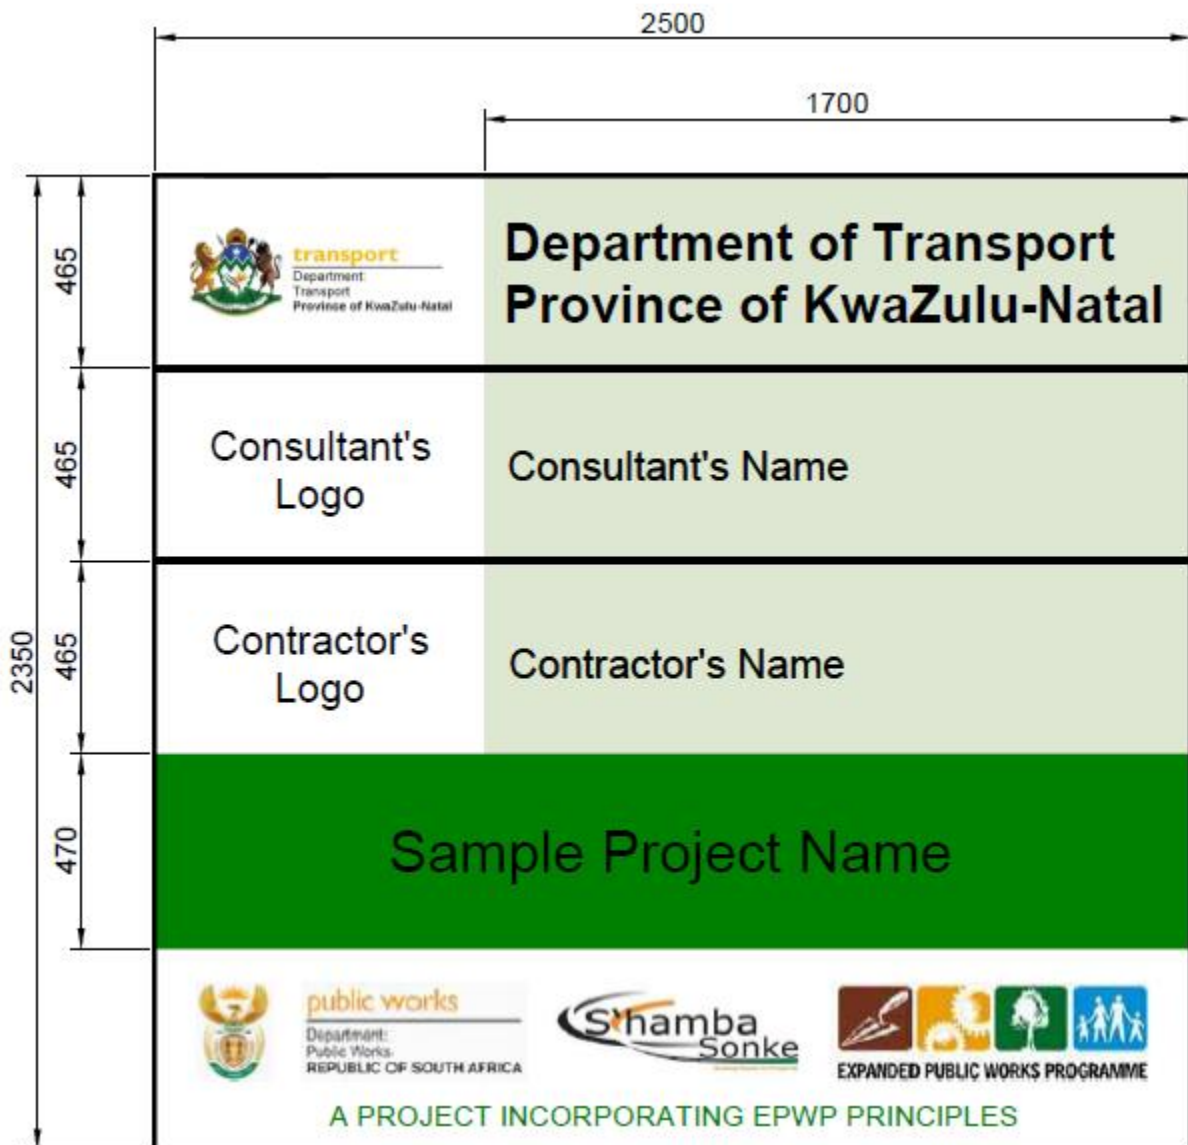 2500
1700
2350
465
transport
Department
Transport
Province of KwaZulu-Natal
Department of Transport
Province of KwaZulu-Natal
465
Consultant's
Logo
Consultant's Name
465
Contractor's
Logo
Contractor's Name
470
Sample Project Name
public works
Department:
Public Works
REPUBLIC OF SOUTH AFRICA
S'hamba
Sonke
EXPANDED PUBLIC WORKS PROGRAMME
A PROJECT INCORPORATING EPWP PRINCIPLES